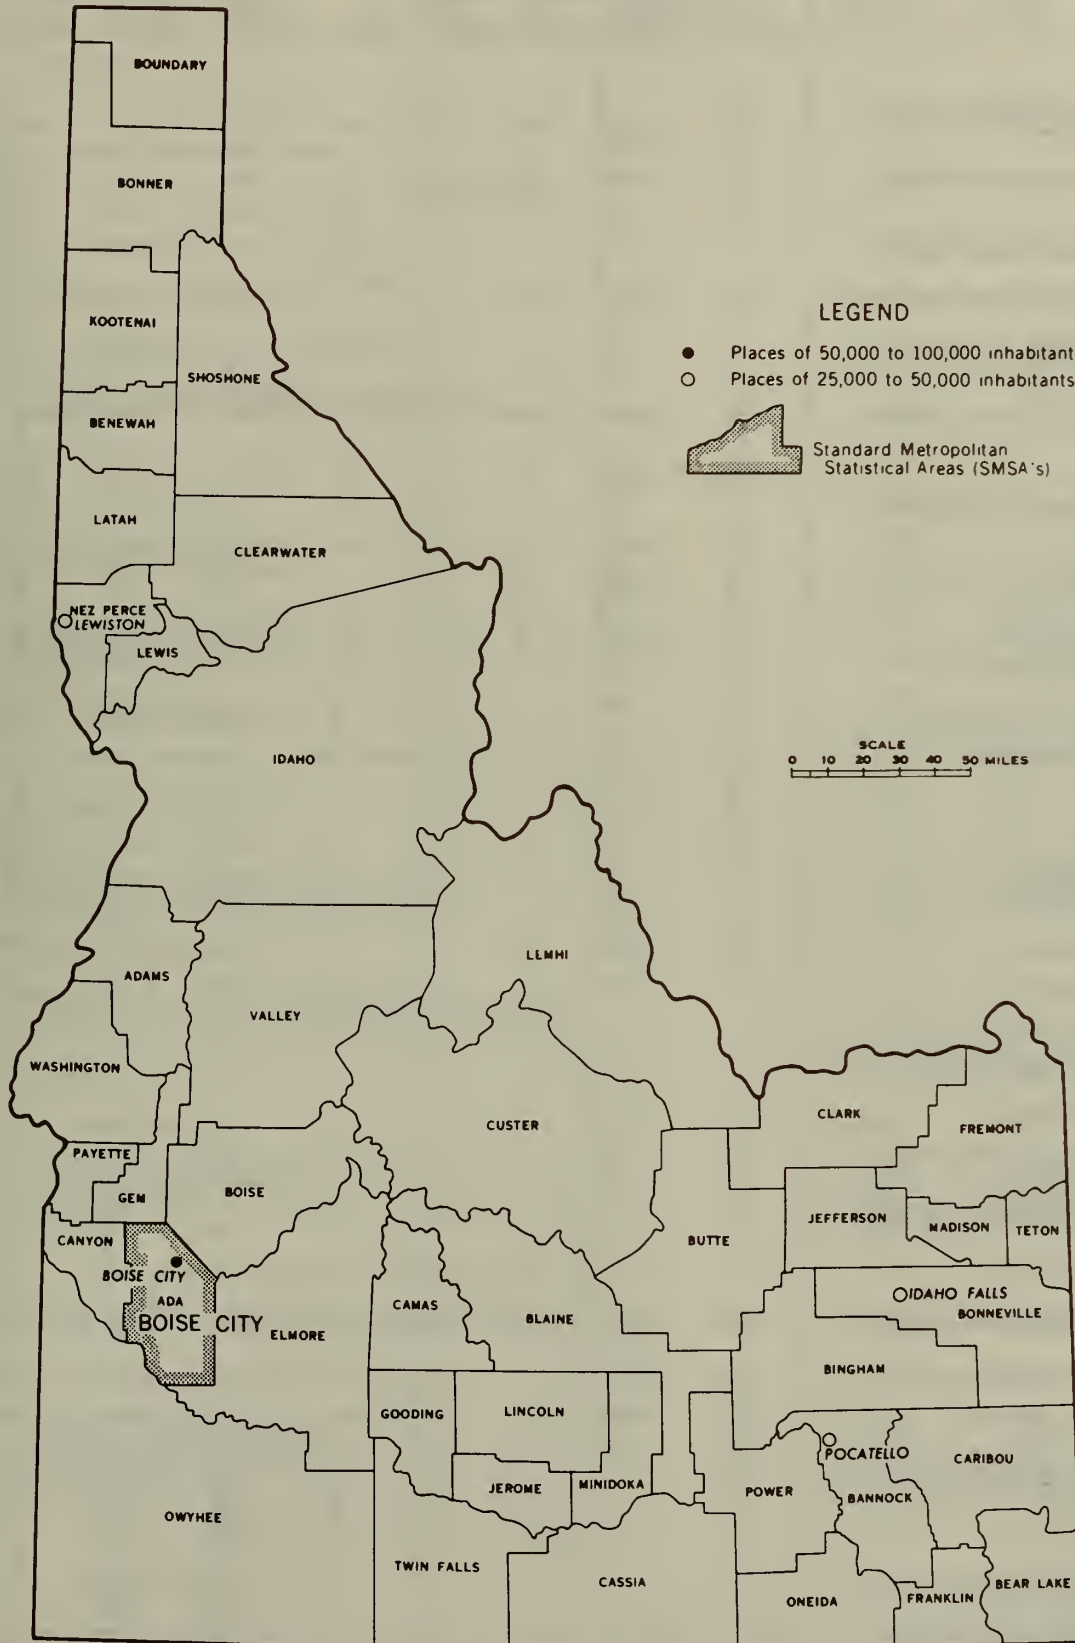 BOUNDARY
BONNER
KOOTENAI
SHOSHONE
BENEWAH
LATAH
CLEARWATER
NEZ PERCE
LEWISTON
LEWIS
IDAHO
LEGEND
Places of 50,000 to 100,000 inhabitant
Places of 25,000 to 50,000 inhabitants
Standard Metropolitan
Statistical Areas (SMSA's)
SCALE
0 10 20 30 40 50 MILES
ADAMS
VALLEY
LEMHI
WASHINGTON
CUSTER
CLARK
FREMONT
PAYETTE
GEM
BOISE
BUTTE
JEFFERSON
MADISON
TETON
CANYON
BOISE CITY
ADA
BOISE CITY
ELMORE
CAMAS
BLAINE
IDAHO FALLS
BONNEVILLE
BINGHAM
GOODING
LINCOLN
JEROME
MINIDOKA
POWER
POCATELLO
BANNOCK
CARIBOU
OWYHEE
TWIN FALLS
CASSIA
ONEIDA
FRANKLIN
BEAR LAKE